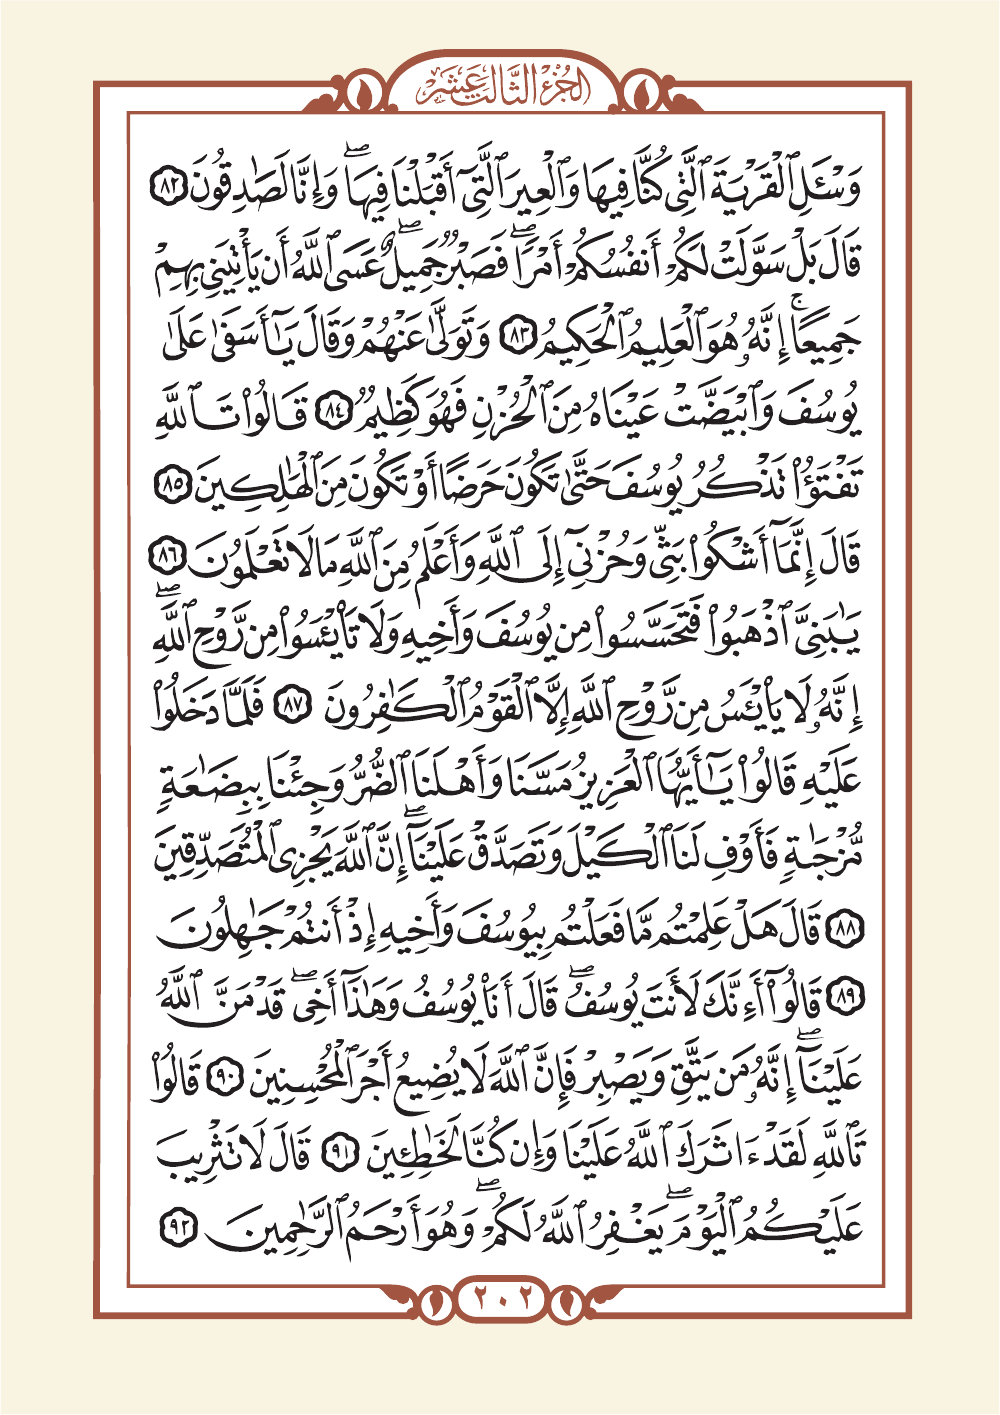 الجزء الثالث عشر
وَسْـَٔلِ ٱلْقَرْيَةَ ٱلَّتِى كُنَّا فِيهَا وَٱلْعِيرَ ٱلَّتِىٓ أَقْبَلْنَا فِيهَاۖ وَإِنَّا لَصَٰدِقُونَ ٨٢
قَالَ بَلْ سَوَّلَتْ لَكُمْ أَنفُسُكُمْ أَمْرًاۖ فَصَبْرٌ جَمِيلٌۖ عَسَى ٱللَّهُ أَن يَأْتِيَنِى بِهِمْ
جَمِيعًاۚ إِنَّهُۥ هُوَ ٱلْعَلِيمُ ٱلْحَكِيمُ ٨٣ وَتَوَلَّىٰ عَنْهُمْ وَقَالَ يَـٰٓأَسَفَىٰ عَلَىٰ
يُوسُفَ وَٱبْيَضَّتْ عَيْنَاهُ مِنَ ٱلْحُزْنِ فَهُوَ كَظِيمٌ ٨٤ قَالُوا۟ تَٱللَّهِ
تَفْتَؤُا۟ تَذْكُرُ يُوسُفَ حَتَّىٰ تَكُونَ حَرَضًا أَوْ تَكُونَ مِنَ ٱلْهَٰلِكِينَ ٨٥
قَالَ إِنَّمَآ أَشْكُوا۟ بَثِّى وَحُزْنِىٓ إِلَى ٱللَّهِ وَأَعْلَمُ مِنَ ٱللَّهِ مَا لَا تَعْلَمُونَ ٨٦
يَـٰبَنِىَّ ٱذْهَبُوا۟ فَتَحَسَّسُوا۟ مِن يُوسُفَ وَأَخِيهِ وَلَا تَا۟يْـَٔسُوا۟ مِن رَّوْحِ ٱللَّهِۖ
إِنَّهُۥ لَا يَا۟يْـَٔسُ مِن رَّوْحِ ٱللَّهِ إِلَّا ٱلْقَوْمُ ٱلْكَٰفِرُونَ ٨٧ فَلَمَّا دَخَلُوا۟
عَلَيْهِ قَالُوا۟ يَـٰٓأَيُّهَا ٱلْعَزِيزُ مَسَّنَا وَأَهْلَنَا ٱلضُّرُّ وَجِئْنَا بِبِضَٰعَةٍ
مُّزْجَىٰةٍ فَأَوْفِ لَنَا ٱلْكَيْلَ وَتَصَدَّقْ عَلَيْنَآۖ إِنَّ ٱللَّهَ يَجْزِى ٱلْمُتَصَدِّقِينَ
٨٨ قَالَ هَلْ عَلِمْتُم مَّا فَعَلْتُم بِيُوسُفَ وَأَخِيهِ إِذْ أَنتُمْ جَٰهِلُونَ
٨٩ قَالُوٓا۟ أَءِنَّكَ لَأَنتَ يُوسُفُۖ قَالَ أَنَا۠ يُوسُفُ وَهَٰذَآ أَخِىۖ قَدْ مَنَّ ٱللَّهُ
عَلَيْنَآۖ إِنَّهُۥ مَن يَتَّقِ وَيَصْبِرْ فَإِنَّ ٱللَّهَ لَا يُضِيعُ أَجْرَ ٱلْمُحْسِنِينَ ٩٠ قَالُوا۟
تَٱللَّهِ لَقَدْ ءَاثَرَكَ ٱللَّهُ عَلَيْنَا وَإِن كُنَّا لَخَٰطِـِٔينَ ٩١ قَالَ لَا تَثْرِيبَ
عَلَيْكُمُ ٱلْيَوْمَۖ يَغْفِرُ ٱللَّهُ لَكُمْۖ وَهُوَ أَرْحَمُ ٱلرَّٰحِمِينَ ٩٢
٢٠٢